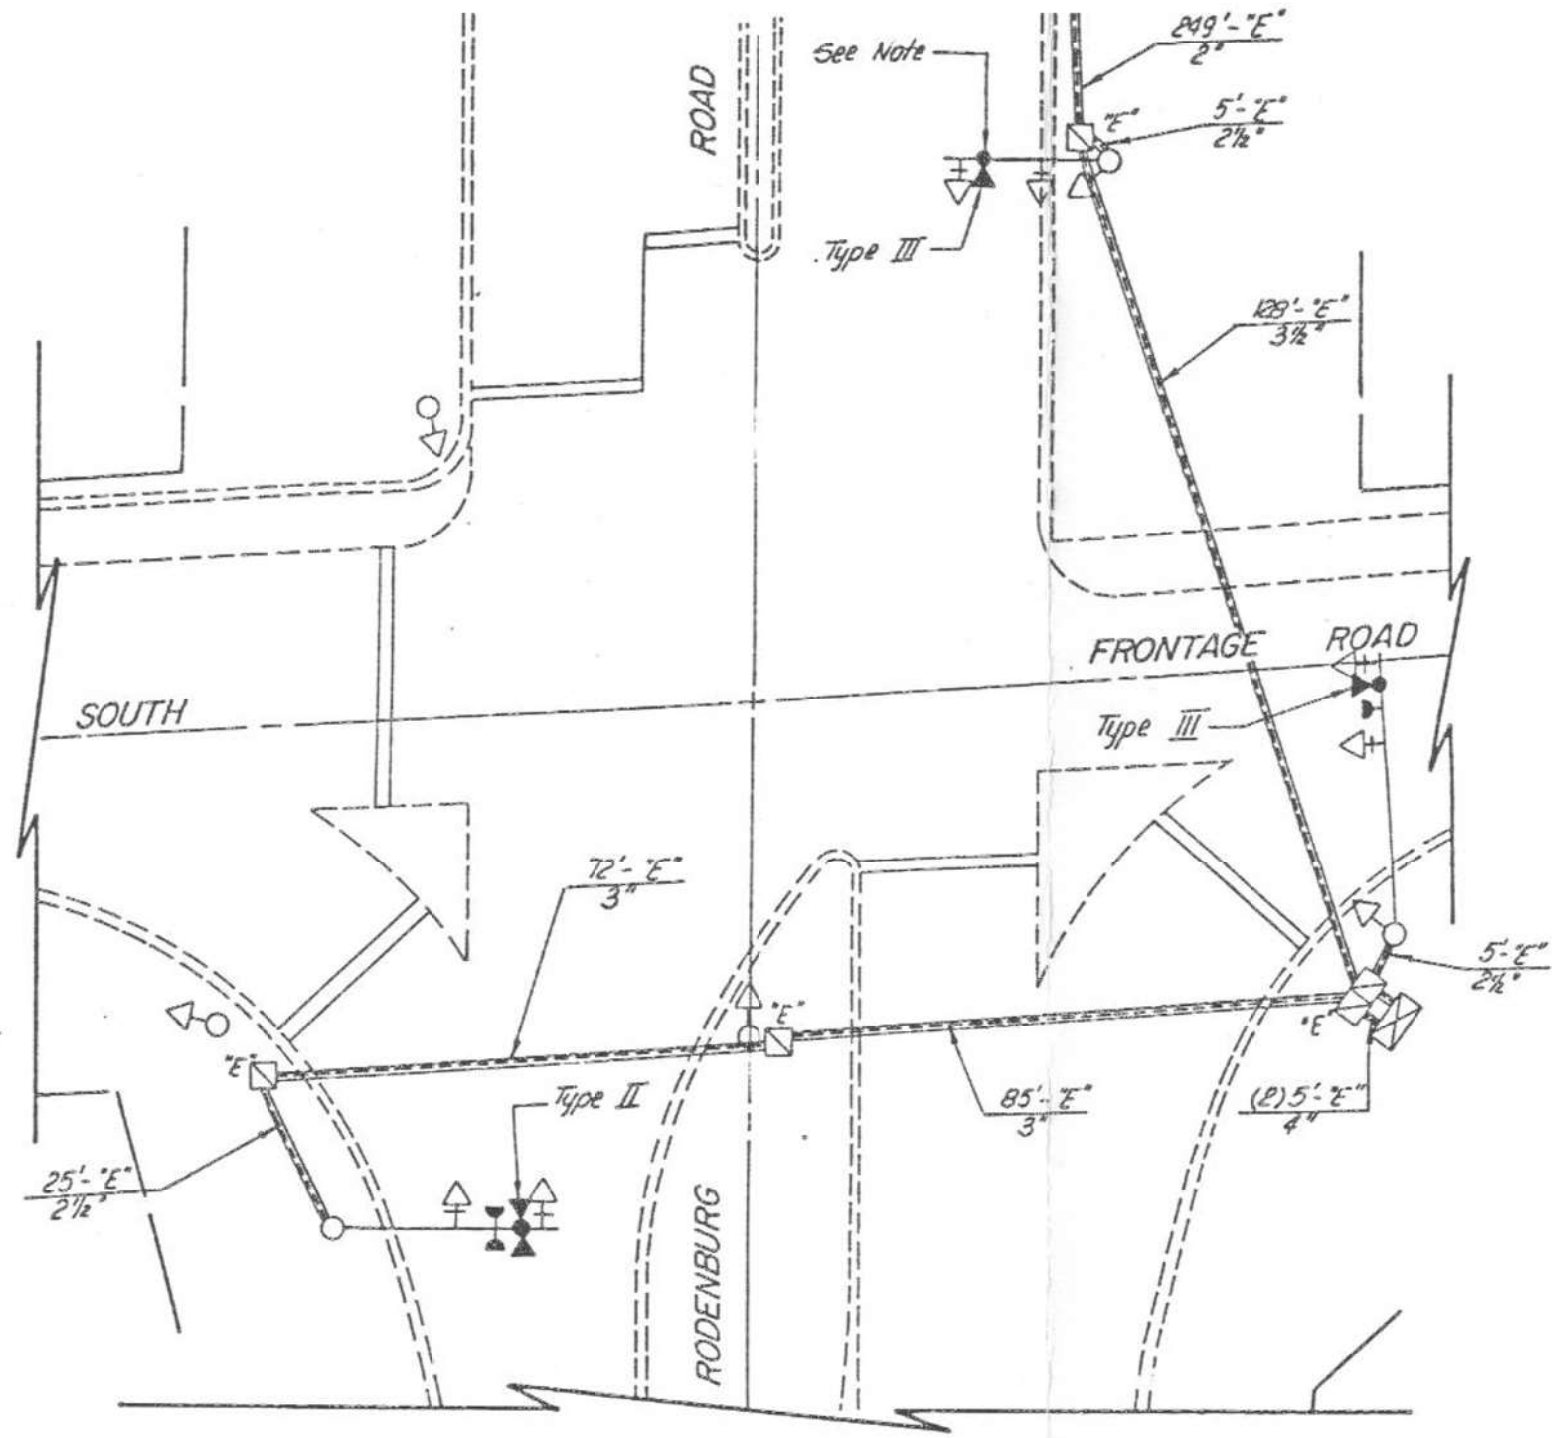 249'-"E"
2"
See Note
5'-"E"
2½"
"E"
ROAD
Type III
128'-"E"
3½"
FRONTAGE ROAD
SOUTH
Type III
72'-"E"
3"
5'-"E"
2½"
"E"
"E"
"E"
Type II
85'-"E"
3"
(2)5'-"E"
4"
25'-"E"
2½"
RODENBURG